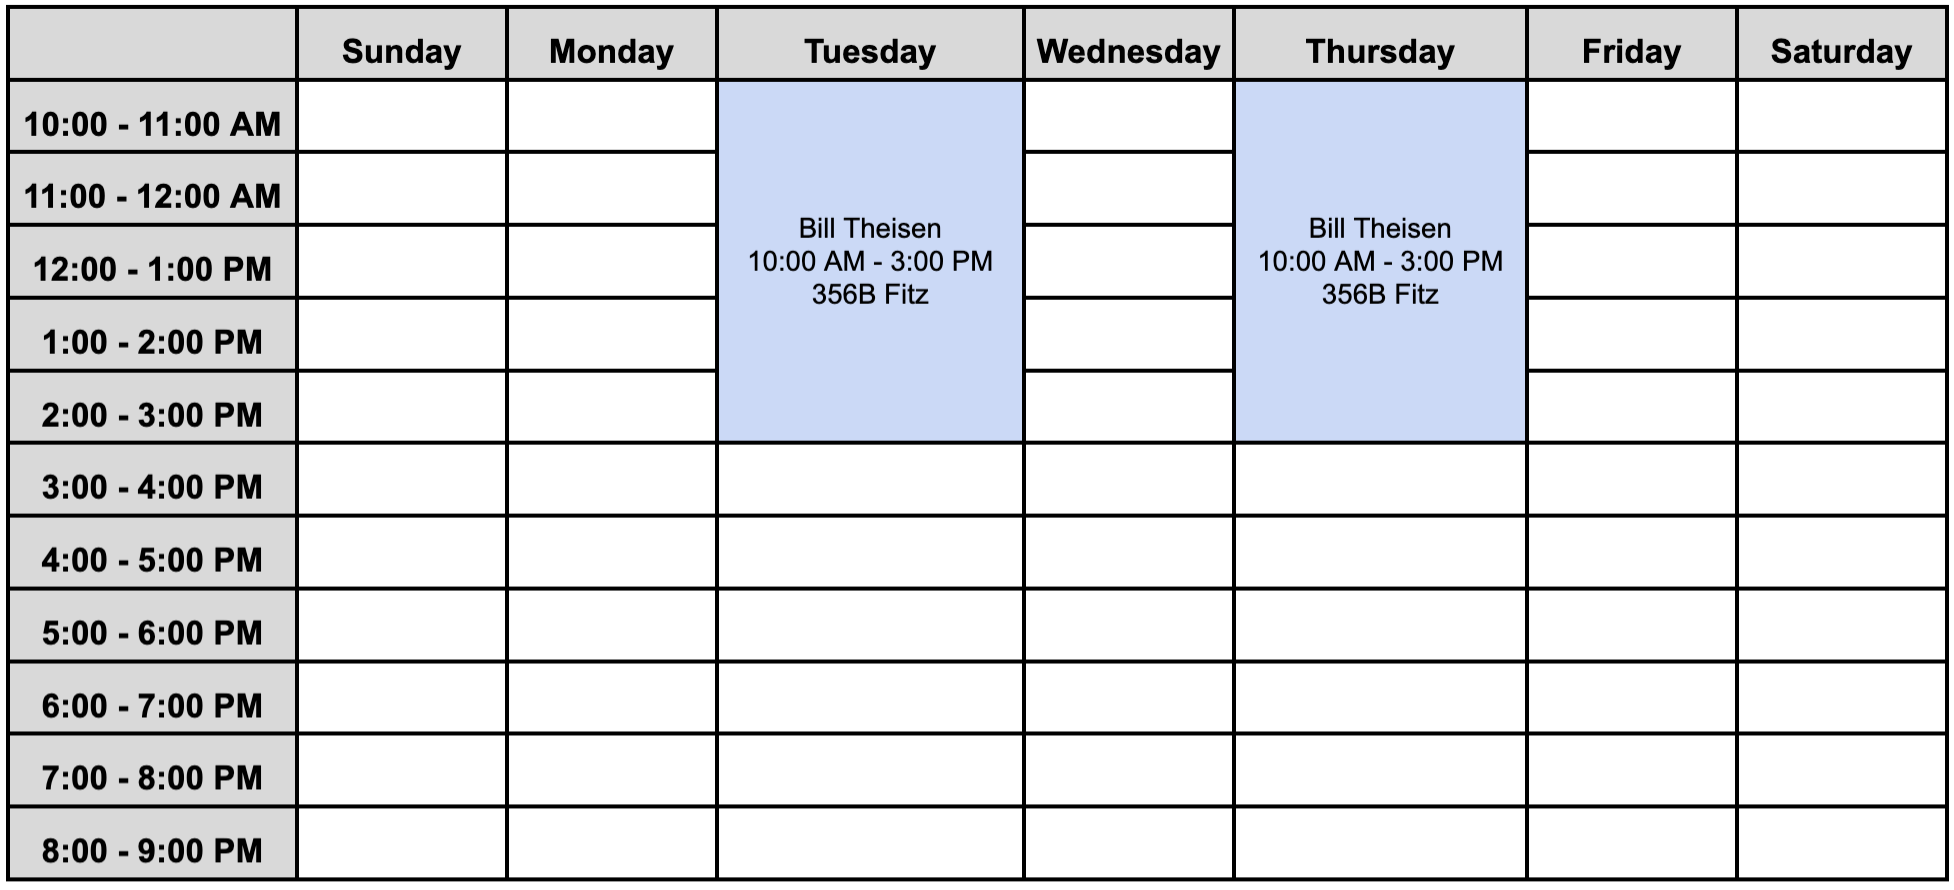 Sunday Monday Tuesday Wednesday Thursday Friday Saturday
10:00 - 11:00 AM
11:00 - 12:00 AM
12:00 - 1:00 PM
1:00 - 2:00 PM
2:00 - 3:00 PM
Bill Theisen
10:00 AM - 3:00 PM
356B Fitz
Bill Theisen
10:00 AM - 3:00 PM
356B Fitz
3:00 - 4:00 PM
4:00 - 5:00 PM
5:00 - 6:00 PM
6:00 - 7:00 PM
7:00 - 8:00 PM
8:00 - 9:00 PM